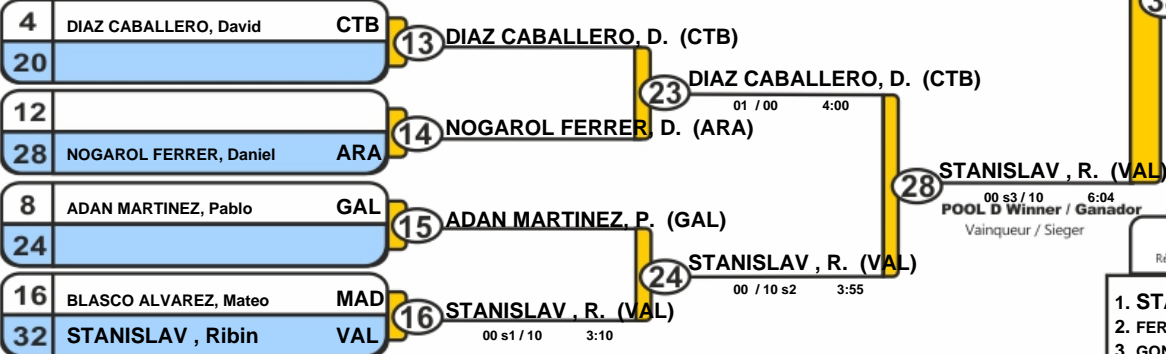 4 DIAZ CABALLERO, David CTB
20
13 DIAZ CABALLERO, D. (CTB)
12
28 NOGAROL FERRER, Daniel ARA
14 NOGAROL FERRER, D. (ARA)
23 DIAZ CABALLERO, D. (CTB)
01 / 00 4:00
8 ADAN MARTINEZ, Pablo GAL
24
15 ADAN MARTINEZ, P. (GAL)
16 BLASCO ALVAREZ, Mateo MAD
32 STANISLAV , Ribin VAL
16 STANISLAV , R. (VAL)
00 s1 / 10 3:10
24 STANISLAV , R. (VAL)
00 / 10 s2 3:55
28 STANISLAV , R. (VAL)
00 s3 / 10 6:04
POOL D Winner / Ganador
Vainqueur / Sieger
1. STA
2. FER
3. GON